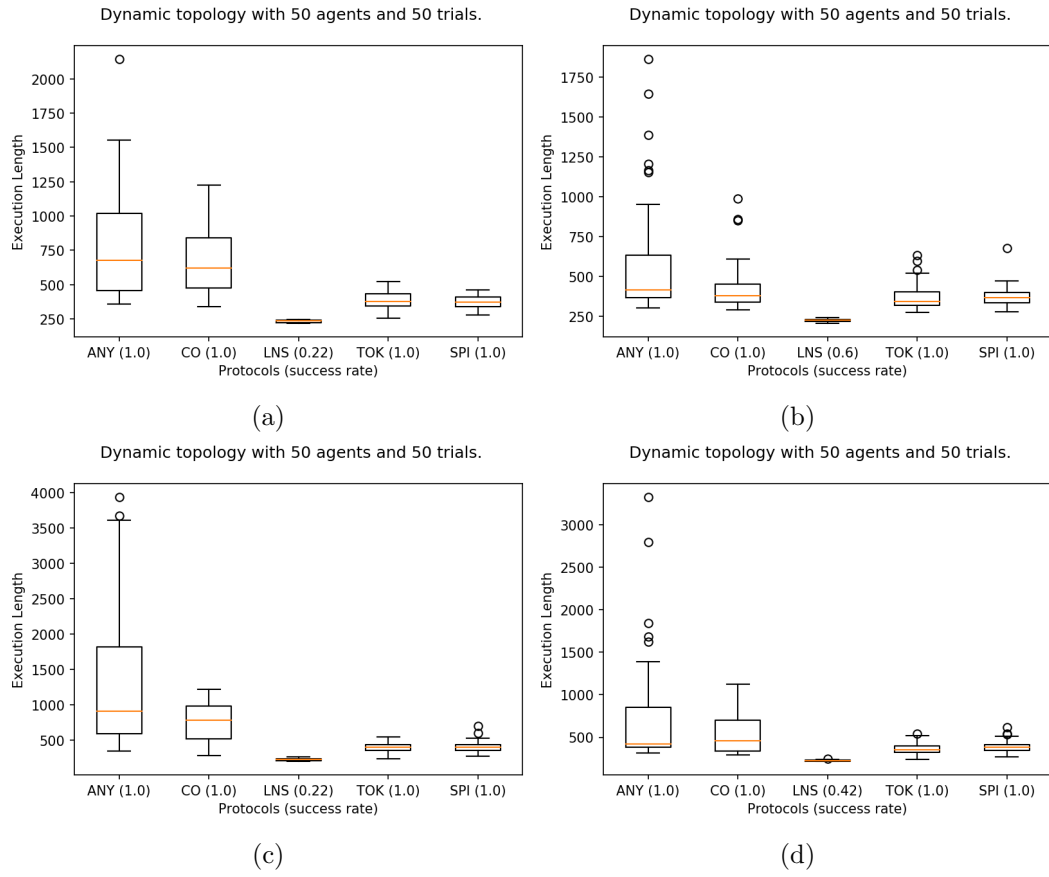 Dynamic topology with 50 agents and 50 trials.
2000
1750
1500
1250
1000
750
500
250
Execution Length
ANY (1.0) CO (1.0) LNS (0.22) TOK (1.0) SPI (1.0)
Protocols (success rate)
(a)
Dynamic topology with 50 agents and 50 trials.
1750
1500
1250
1000
750
500
250
Execution Length
ANY (1.0) CO (1.0) LNS (0.6) TOK (1.0) SPI (1.0)
Protocols (success rate)
(b)
Dynamic topology with 50 agents and 50 trials.
4000
3500
3000
2500
2000
1500
1000
500
Execution Length
ANY (1.0) CO (1.0) LNS (0.22) TOK (1.0) SPI (1.0)
Protocols (success rate)
(c)
Dynamic topology with 50 agents and 50 trials.
3000
2500
2000
1500
1000
500
Execution Length
ANY (1.0) CO (1.0) LNS (0.42) TOK (1.0) SPI (1.0)
Protocols (success rate)
(d)